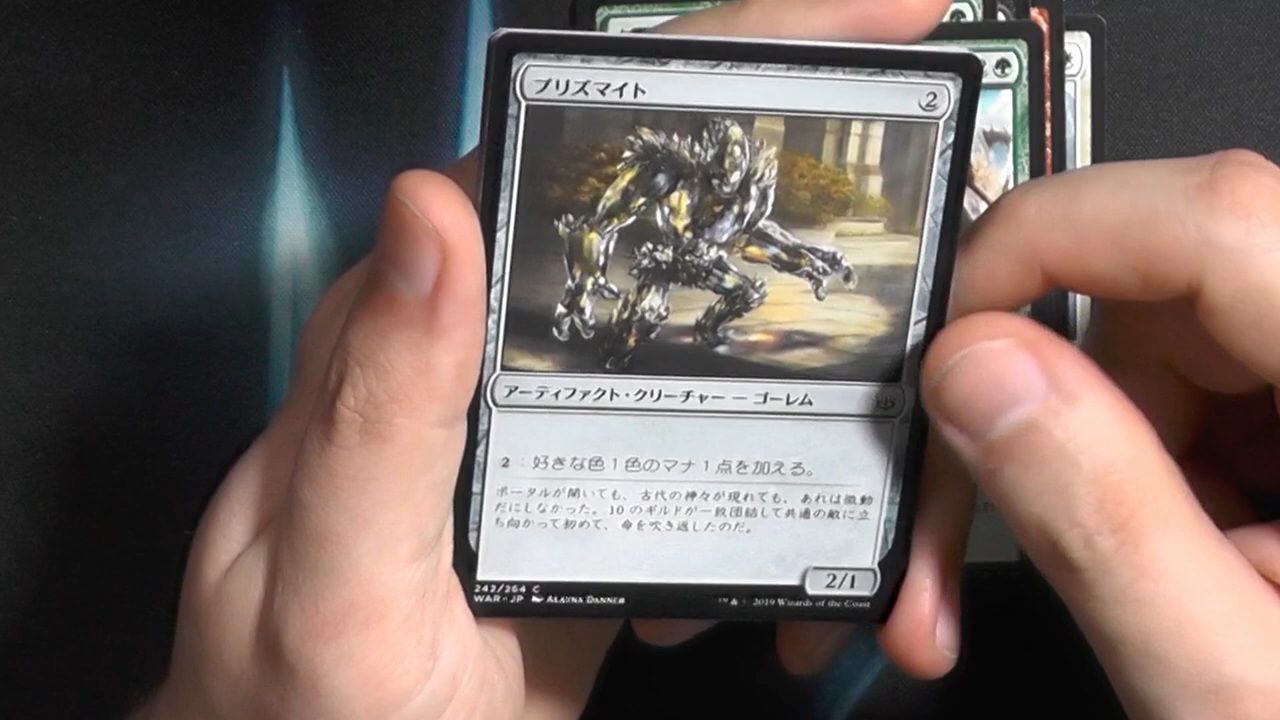 プリズマイト
2
アーティファクト・クリーチャー — ゴーレム
2 : 好きな色1色のマナ1点を加える。
ポータルが開いても、古代の神々が現れても、あれは微動
だにしなかった。10のギルドが一致団結して共通の敵に立
ち向かって初めて、命を吹き返したのだ。
2/1
242/264 C
WAR • JP ALAYNA DANNER
™ & © 2019 Wizards of the Coast